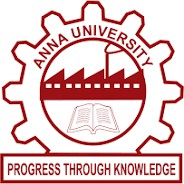 ANNA UNIVERSITY
PROGRESS THROUGH KNOWLEDGE